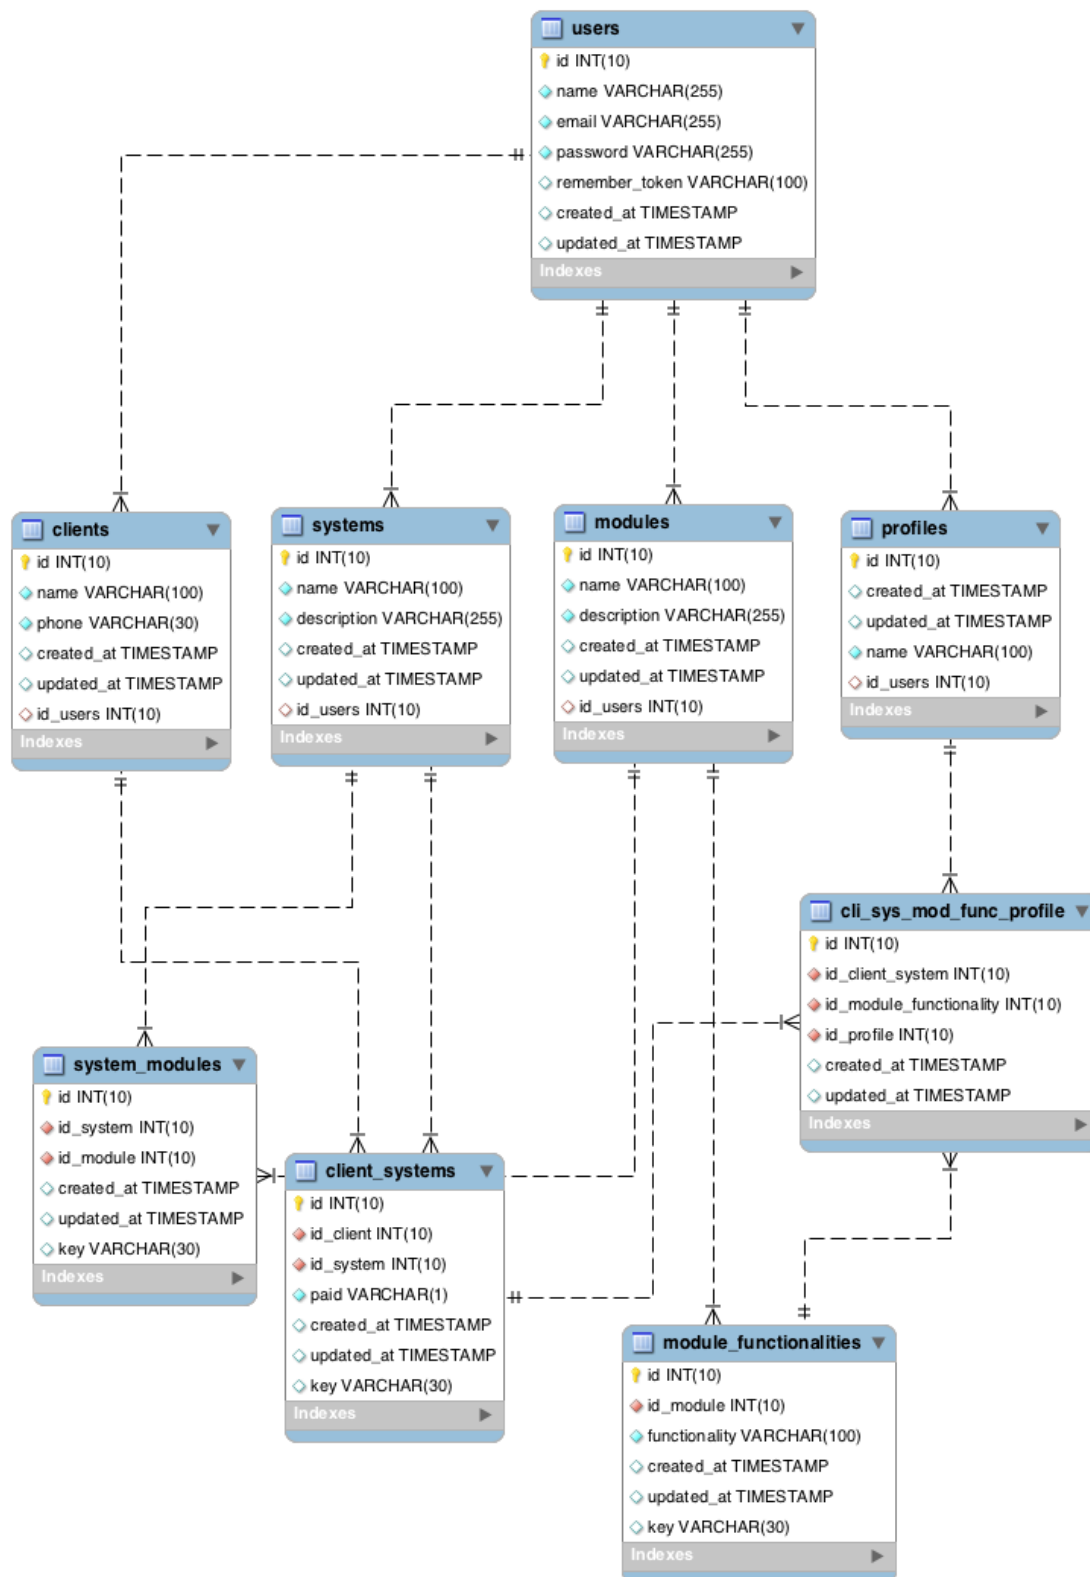 users
id INT(10)
name VARCHAR(255)
email VARCHAR(255)
password VARCHAR(255)
remember_token VARCHAR(100)
created_at TIMESTAMP
updated_at TIMESTAMP
Indexes
clients
id INT(10)
name VARCHAR(100)
phone VARCHAR(30)
created_at TIMESTAMP
updated_at TIMESTAMP
id_users INT(10)
Indexes
systems
id INT(10)
name VARCHAR(100)
description VARCHAR(255)
created_at TIMESTAMP
updated_at TIMESTAMP
id_users INT(10)
Indexes
modules
id INT(10)
name VARCHAR(100)
description VARCHAR(255)
created_at TIMESTAMP
updated_at TIMESTAMP
id_users INT(10)
Indexes
profiles
id INT(10)
created_at TIMESTAMP
updated_at TIMESTAMP
name VARCHAR(100)
id_users INT(10)
Indexes
cli_sys_mod_func_profile
id INT(10)
id_client_system INT(10)
id_module_functionality INT(10)
id_profile INT(10)
created_at TIMESTAMP
updated_at TIMESTAMP
Indexes
system_modules
id INT(10)
id_system INT(10)
id_module INT(10)
created_at TIMESTAMP
updated_at TIMESTAMP
key VARCHAR(30)
Indexes
client_systems
id INT(10)
id_client INT(10)
id_system INT(10)
paid VARCHAR(1)
created_at TIMESTAMP
updated_at TIMESTAMP
key VARCHAR(30)
Indexes
module_functionalities
id INT(10)
id_module INT(10)
functionality VARCHAR(100)
created_at TIMESTAMP
updated_at TIMESTAMP
key VARCHAR(30)
Indexes